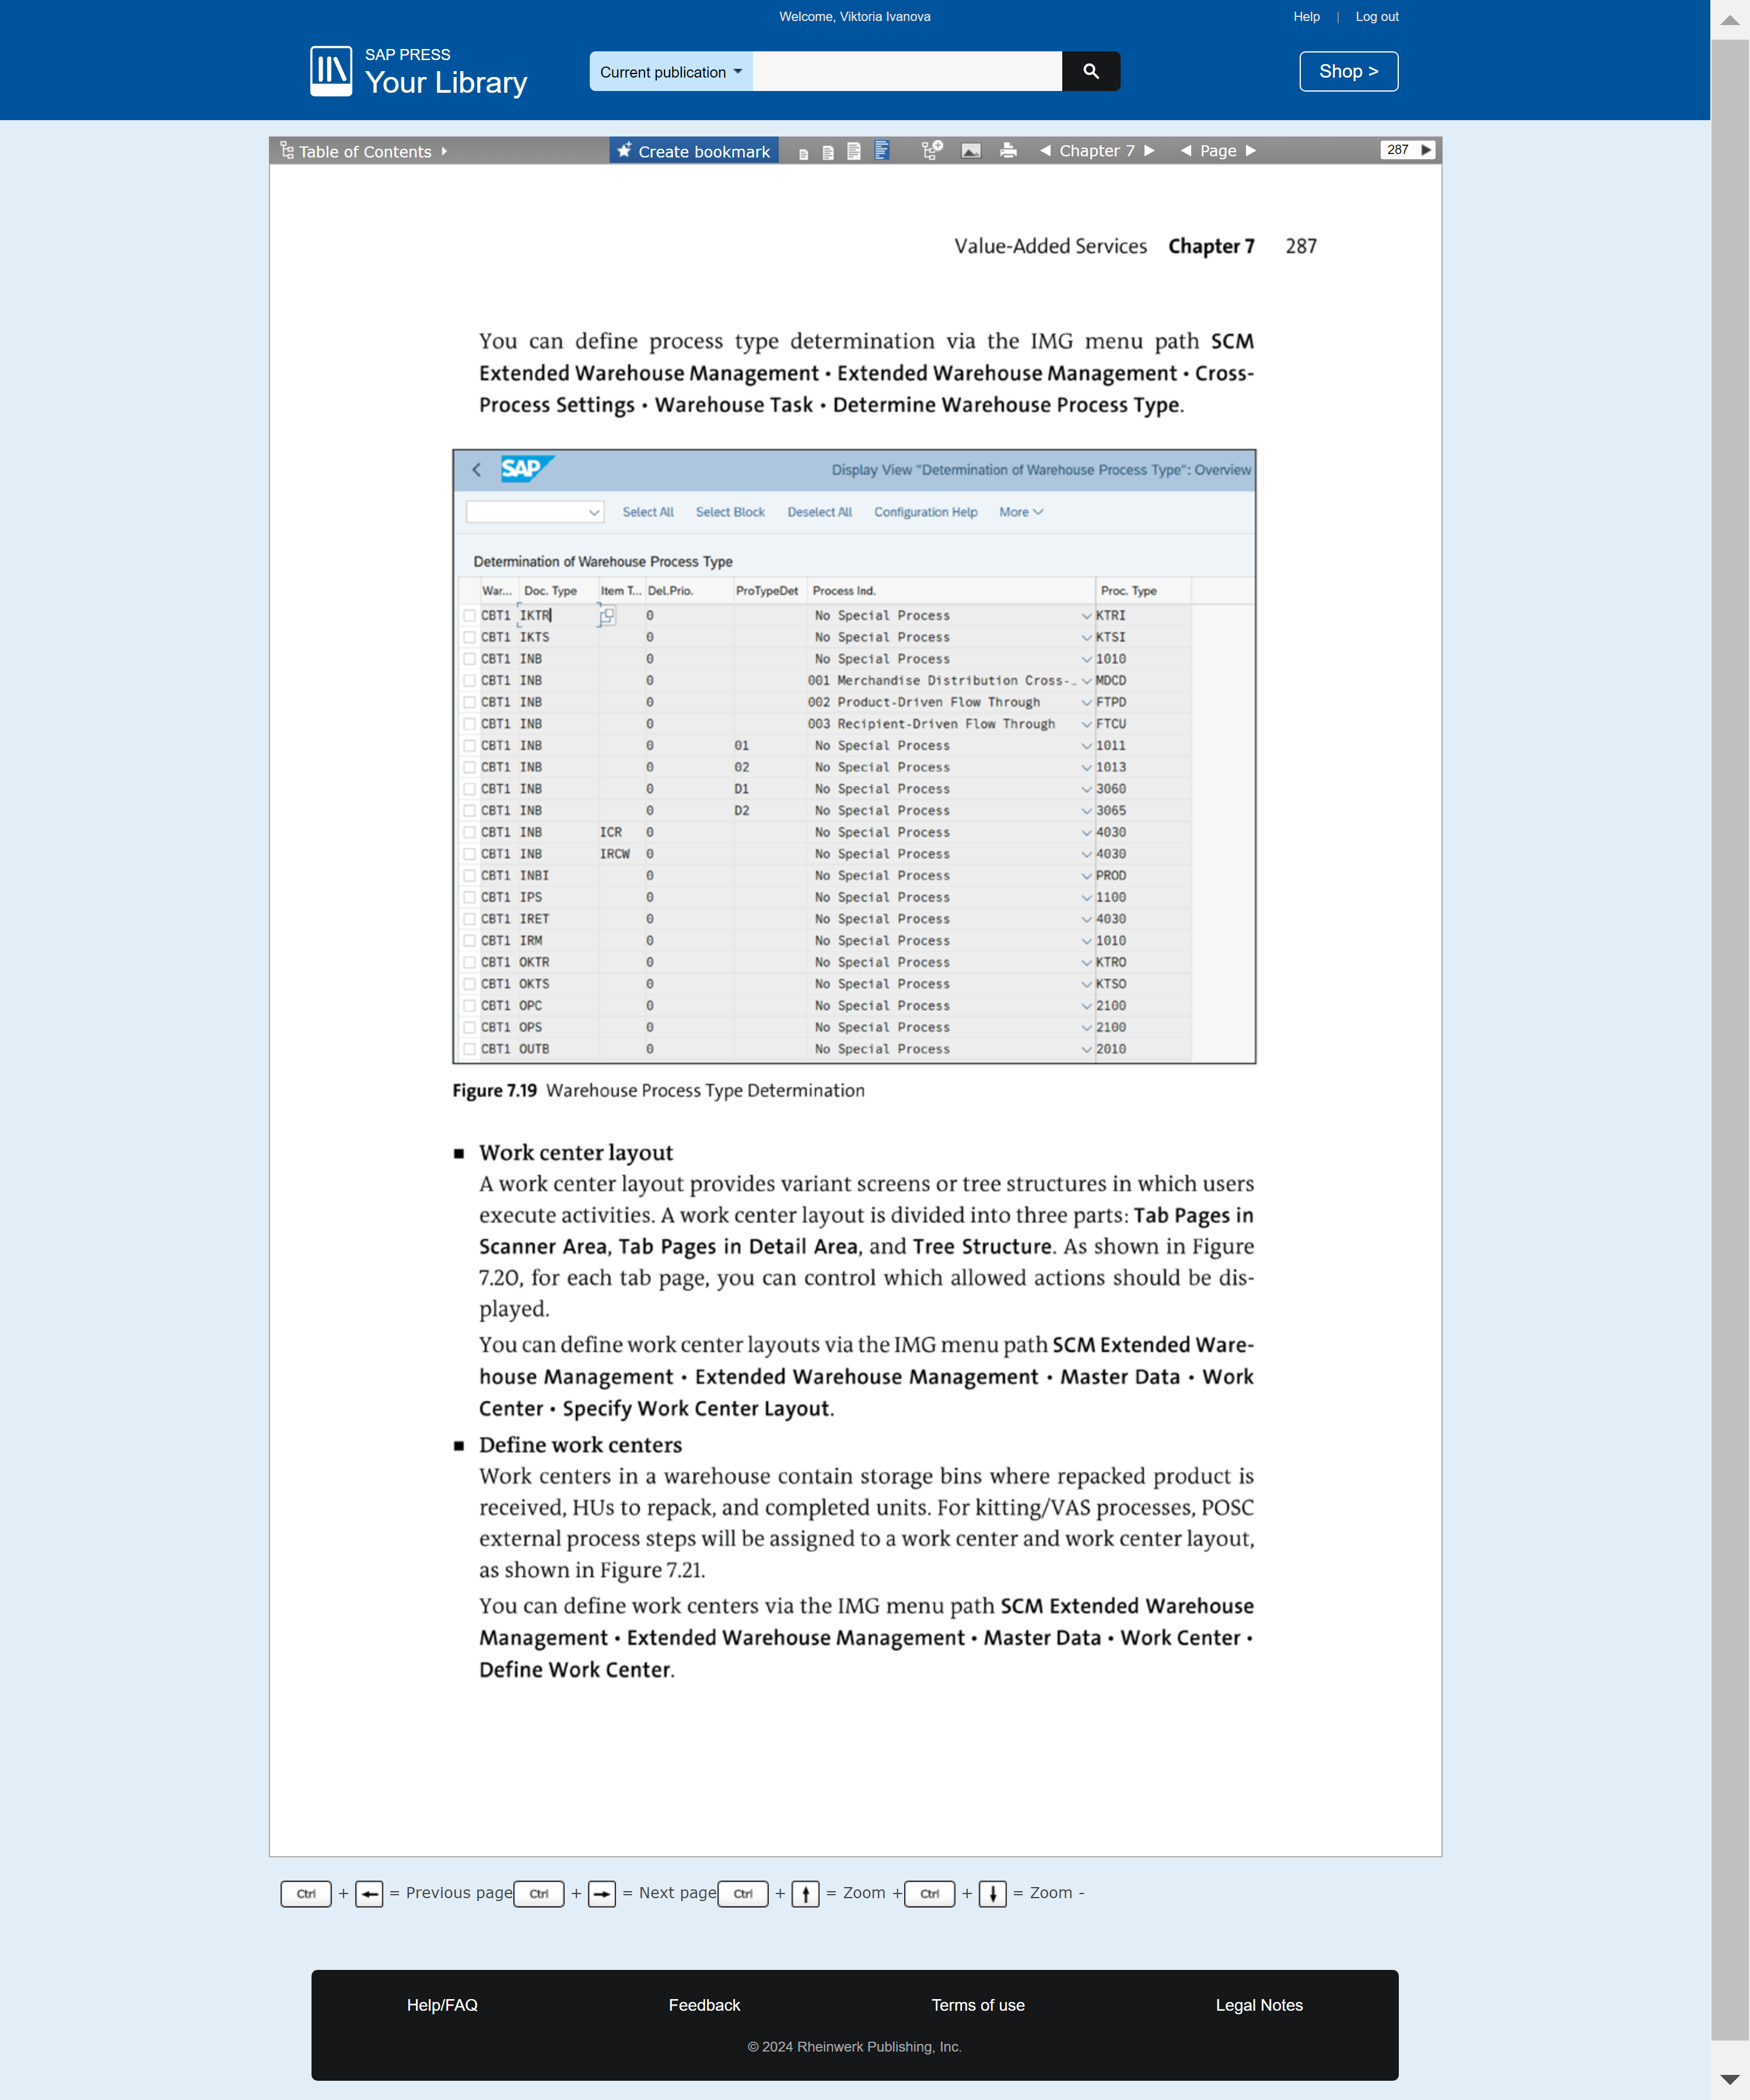 Welcome, Viktoria Ivanova
Help | Log out
SAP PRESS
Your Library
Current publication
Shop >
Table of Contents
Create bookmark
Chapter 7
Page
287
Value-Added Services Chapter 7 287
You can define process type determination via the IMG menu path SCM
Extended Warehouse Management • Extended Warehouse Management • Cross-
Process Settings • Warehouse Task • Determine Warehouse Process Type.
SAP
Display View "Determination of Warehouse Process Type": Overview
Select All Select Block Deselect All Configuration Help More
Determination of Warehouse Process Type
War... Doc. Type Item T... Del.Prio. ProTypeDet Process Ind. Proc. Type
CBT1 IKTR 0 No Special Process KTRI
CBT1 IKTS 0 No Special Process KTSI
CBT1 INB 0 No Special Process 1010
CBT1 INB 0 001 Merchandise Distribution Cross-… MDCD
CBT1 INB 0 002 Product-Driven Flow Through FTPD
CBT1 INB 0 003 Recipient-Driven Flow Through FTCU
CBT1 INB 0 01 No Special Process 1011
CBT1 INB 0 02 No Special Process 1013
CBT1 INB 0 D1 No Special Process 3060
CBT1 INB 0 D2 No Special Process 3065
CBT1 INB ICR 0 No Special Process 4030
CBT1 INB IRCW 0 No Special Process 4030
CBT1 INBI 0 No Special Process PROD
CBT1 IPS 0 No Special Process 1100
CBT1 IRET 0 No Special Process 4030
CBT1 IRM 0 No Special Process 1010
CBT1 OKTR 0 No Special Process KTRO
CBT1 OKTS 0 No Special Process KTSO
CBT1 OPC 0 No Special Process 2100
CBT1 OPS 0 No Special Process 2100
CBT1 OUTB 0 No Special Process 2010
Figure 7.19 Warehouse Process Type Determination
■ Work center layout
A work center layout provides variant screens or tree structures in which users
execute activities. A work center layout is divided into three parts: Tab Pages in
Scanner Area, Tab Pages in Detail Area, and Tree Structure. As shown in Figure
7.20, for each tab page, you can control which allowed actions should be dis-
played.
You can define work center layouts via the IMG menu path SCM Extended Ware-
house Management • Extended Warehouse Management • Master Data • Work
Center • Specify Work Center Layout.
■ Define work centers
Work centers in a warehouse contain storage bins where repacked product is
received, HUs to repack, and completed units. For kitting/VAS processes, POSC
external process steps will be assigned to a work center and work center layout,
as shown in Figure 7.21.
You can define work centers via the IMG menu path SCM Extended Warehouse
Management • Extended Warehouse Management • Master Data • Work Center •
Define Work Center.
Ctrl + ← = Previous page Ctrl + → = Next page Ctrl + ↑ = Zoom + Ctrl + ↓ = Zoom -
Help/FAQ Feedback Terms of use Legal Notes
© 2024 Rheinwerk Publishing, Inc.